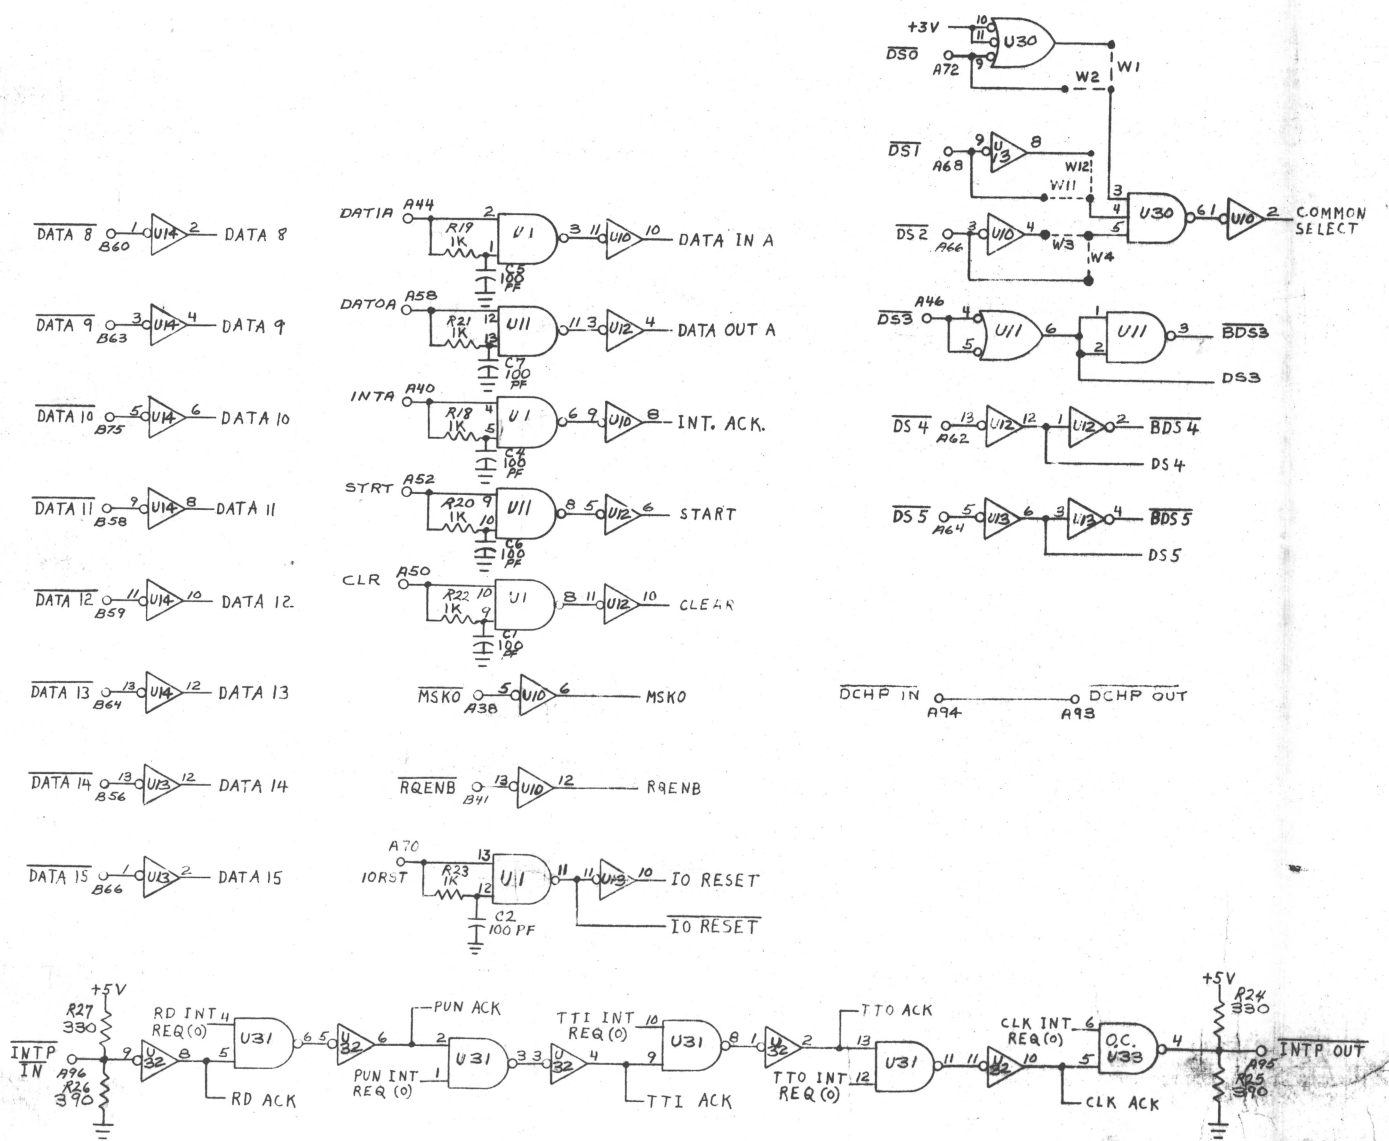 +3V 10 11 9 U30 W1
DS0 A72 W2
DS1 A68 9 U13 8 W12 W11
DS2 A66 3 U10 4 W3 W4
3 4 5 U30 6 1 U10 2 COMMON SELECT
DATA 8 B60 1 U14 2 DATA 8
DATA 9 B63 3 U14 4 DATA 9
DATA 10 B75 5 U14 6 DATA 10
DATA 11 B58 9 U14 8 DATA 11
DATA 12 B59 11 U14 10 DATA 12
DATA 13 B64 13 U14 12 DATA 13
DATA 14 B56 13 U13 12 DATA 14
DATA 15 B66 1 U13 2 DATA 15
DATIA A44 R19 1K 2 1 U1 C5 100 PF 3 11 U10 10 DATA IN A
DATOA A58 R21 1K 12 13 U11 C7 100 PF 11 3 U12 4 DATA OUT A
INTA A40 R18 1K 4 5 U1 C4 100 PF 6 9 U10 8 INT. ACK.
STRT A52 R20 1K 9 10 U11 C6 100 PF 8 5 U12 6 START
CLR A50 R22 1K 10 9 U1 C1 100 PF 8 11 U12 10 CLEAR
MSKO A38 5 U10 6 MSKO
RQENB B41 13 U10 12 RQENB
A70 IORST R23 1K 13 12 U1 C2 100 PF 11 11 U13 10 IO RESET
IO RESET
DS3 A46 4 5 U11 6 1 2 U11 3 BDS3
DS3
DS4 A62 13 U12 12 1 U12 2 BDS4
DS4
DS5 A64 5 U13 6 3 U13 4 BDS5
DS5
DCHP IN A94 A93 DCHP OUT
+5V R27 330
INTP IN A96 R26 390
9 U32 8 RD ACK
RD INT REQ(0) 4 5 U31 6 5 U32 6 PUN ACK
PUN INT REQ(0) 2 1 U31 3 3 U32 4 TTI ACK
TTI INT REQ(0) 10 9 U31 8 1 U32 2 TTO ACK
TTO INT REQ(0) 13 12 U31 11 11 U32 10 CLK ACK
CLK INT REQ(0) 6 5 O.C. U33 4
+5V R24 330
INTP OUT A95 R25 390